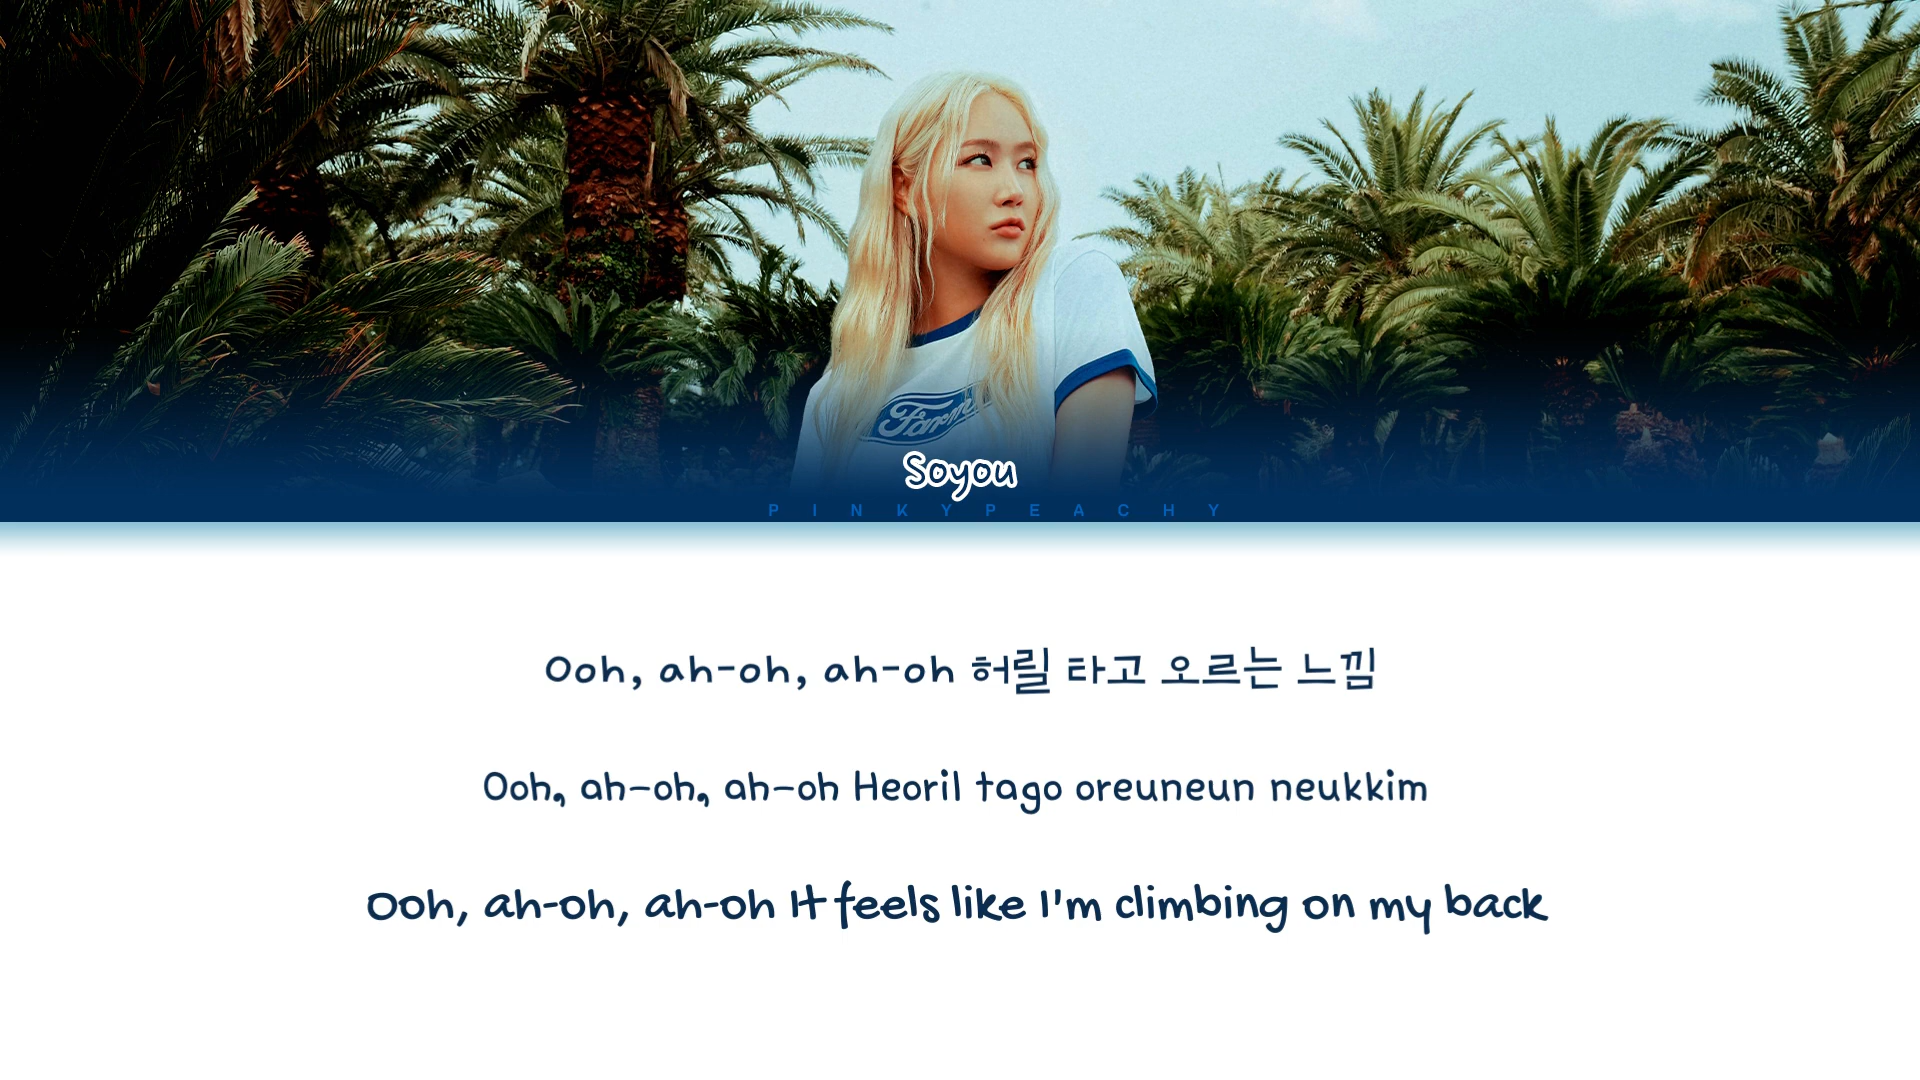 Farm
Soyou
PINKYPEACHY
Ooh, ah-oh, ah-oh 허릴 타고 오르는 느낌
Ooh, ah-oh, ah-oh Heoril tago oreuneun neukkim
Ooh, ah-oh, ah-oh It feels like I'm climbing on my back